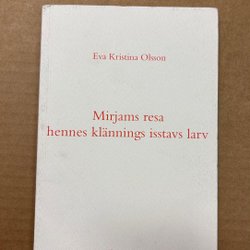 Eva Kristina Olsson
Mirjams resa
hennes klännings isstavs larv